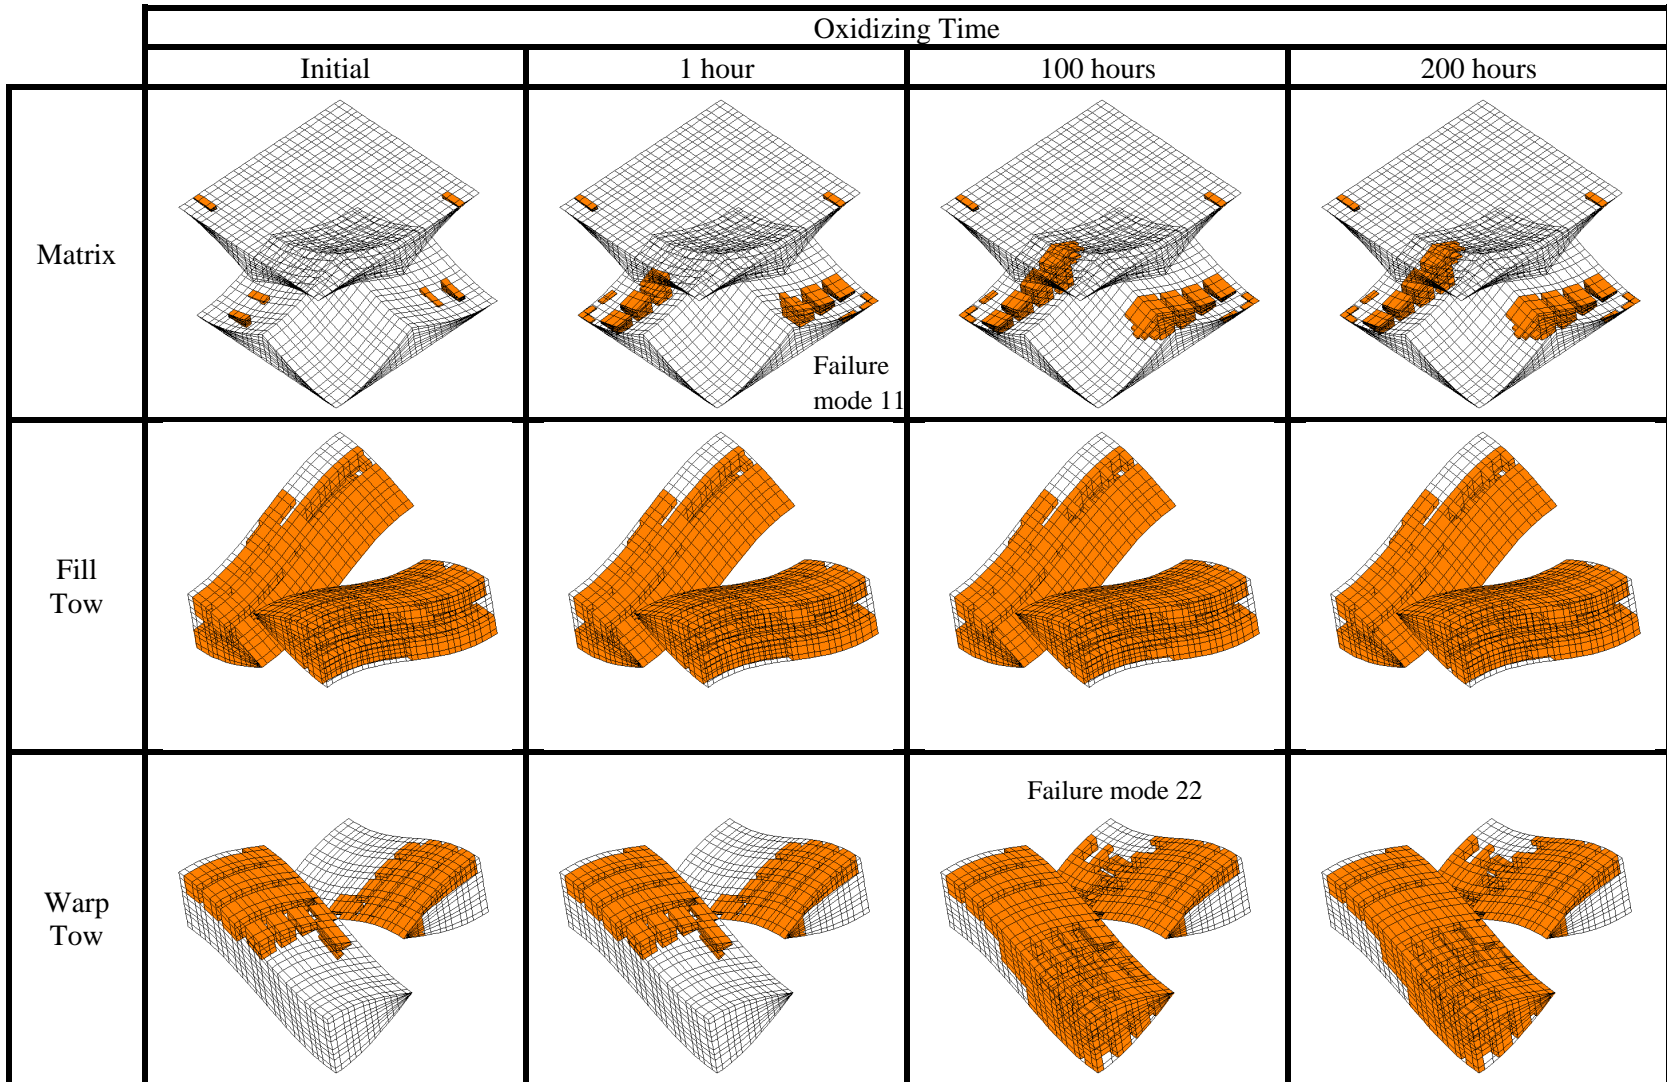 Oxidizing Time
Initial
1 hour
100 hours
200 hours
Matrix
Failure
mode 11
Fill
Tow
Failure mode 22
Warp
Tow